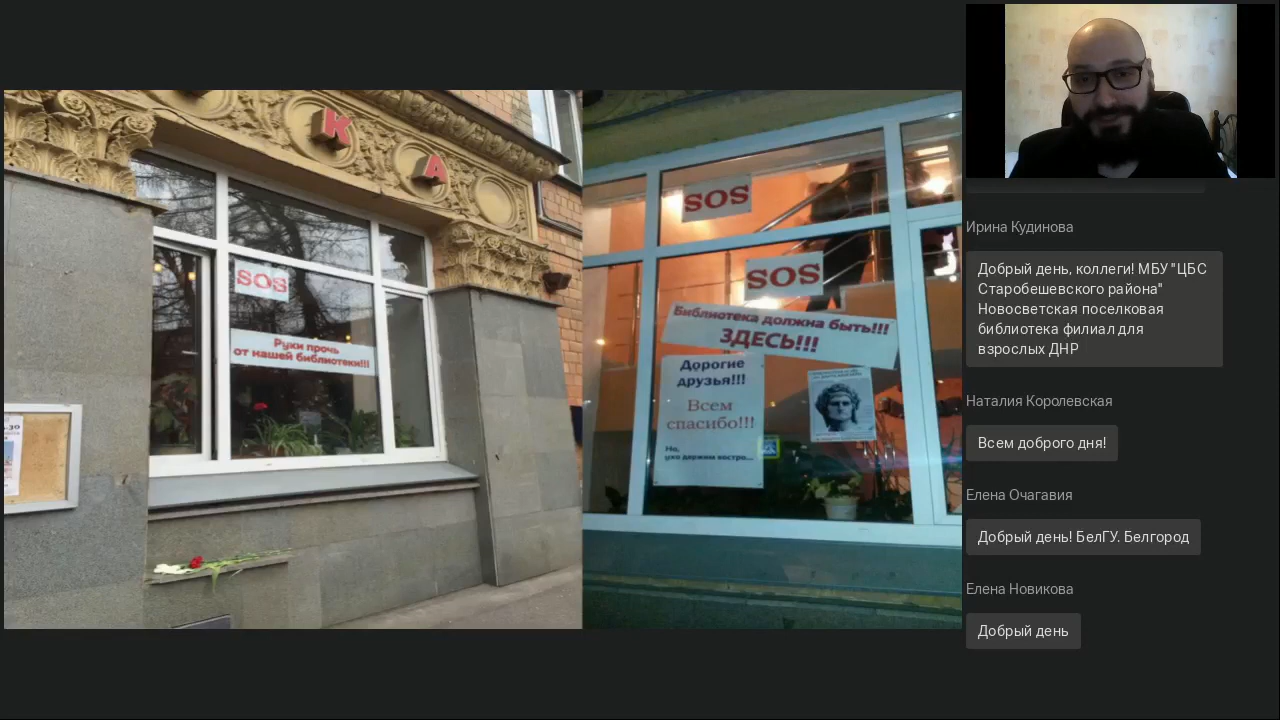 К
А
SOS
Руки прочь
от нашей библиотеки!!!
SOS
SOS
Библиотека должна быть!!!
ЗДЕСЬ!!!
Дорогие
друзья!!!
Всем
спасибо!!!
Но,
ухо держим востро...
Ирина Кудинова
Добрый день, коллеги! МБУ "ЦБС
Старобешевского района"
Новосветская поселковая
библиотека филиал для
взрослых ДНР
Наталия Королевская
Всем доброго дня!
Елена Очагавия
Добрый день! БелГУ. Белгород
Елена Новикова
Добрый день